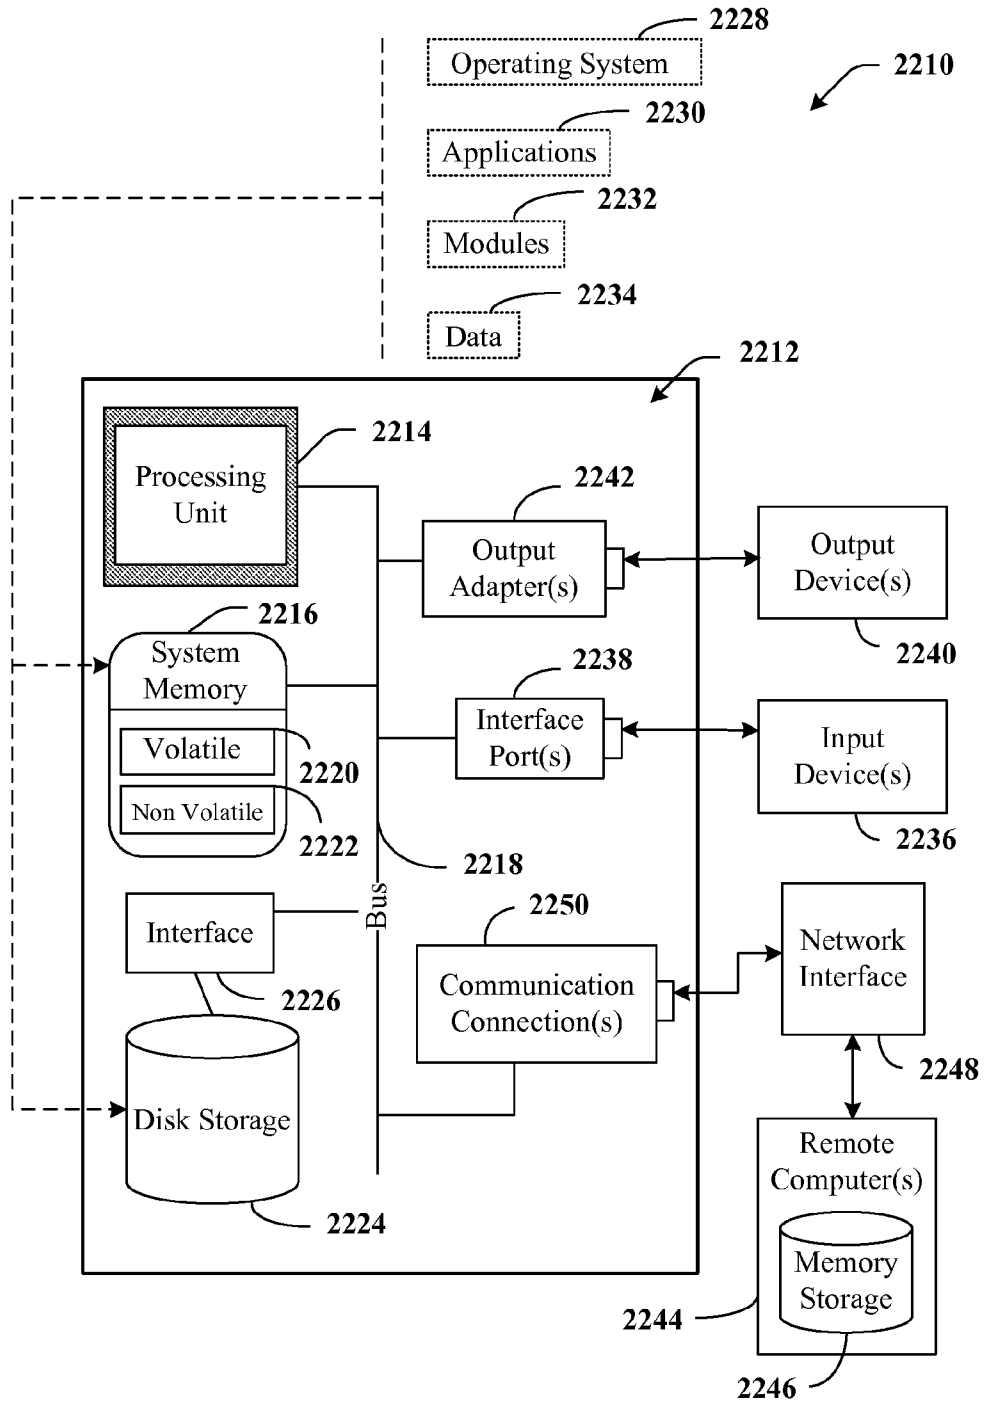 2228
Operating System
2210
2230
Applications
2232
Modules
2234
Data
2212
2214
Processing
Unit
2242
Output
Adapter(s)
Output
Device(s)
2240
2216
System
Memory
2238
Interface
Port(s)
Input
Device(s)
2236
Volatile
2220
Non Volatile
2222
2218
Bus
2250
Interface
2226
Communication
Connection(s)
Network
Interface
2248
Disk Storage
2224
Remote
Computer(s)
Memory
Storage
2244
2246